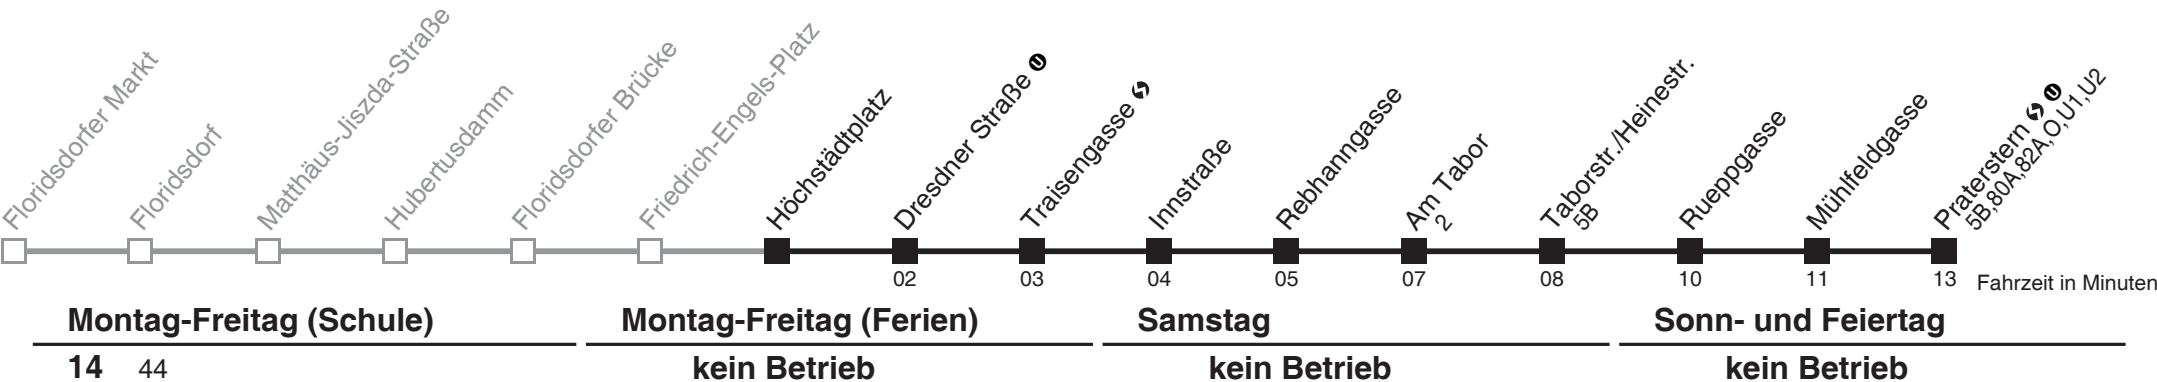 Floridsdorfer Markt
Floridsdorf
Matthäus-Jiszda-Straße
Hubertusdamm
Floridsdorfer Brücke
Friedrich-Engels-Platz
Höchstädtplatz
Dresdner Straße U
Traisengasse
Innstraße
Rebhanngasse
Am Tabor
2
Taborstr./Heinestr.
5B
Rueppgasse
Mühlfeldgasse
Praterstern U
5B,80A,82A,O,U1,U2
02 03 04 05 07 08 10 11 13 Fahrzeit in Minuten
Montag-Freitag (Schule) Montag-Freitag (Ferien) Samstag Sonn- und Feiertag
14 44 kein Betrieb kein Betrieb kein Betrieb